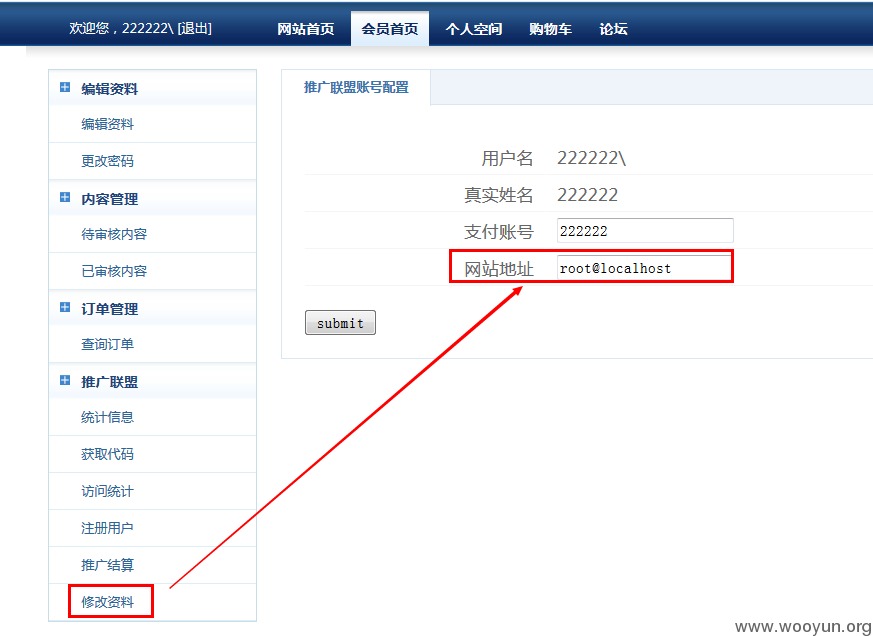 欢迎您，222222\ [退出] 网站首页 会员首页 个人空间 购物车 论坛
编辑资料
编辑资料
更改密码
内容管理
待审核内容
已审核内容
订单管理
查询订单
推广联盟
统计信息
获取代码
访问统计
注册用户
推广结算
修改资料
推广联盟账号配置
用户名 222222\
真实姓名 222222
支付账号 222222
网站地址 root@localhost
submit
www.wooyun.org